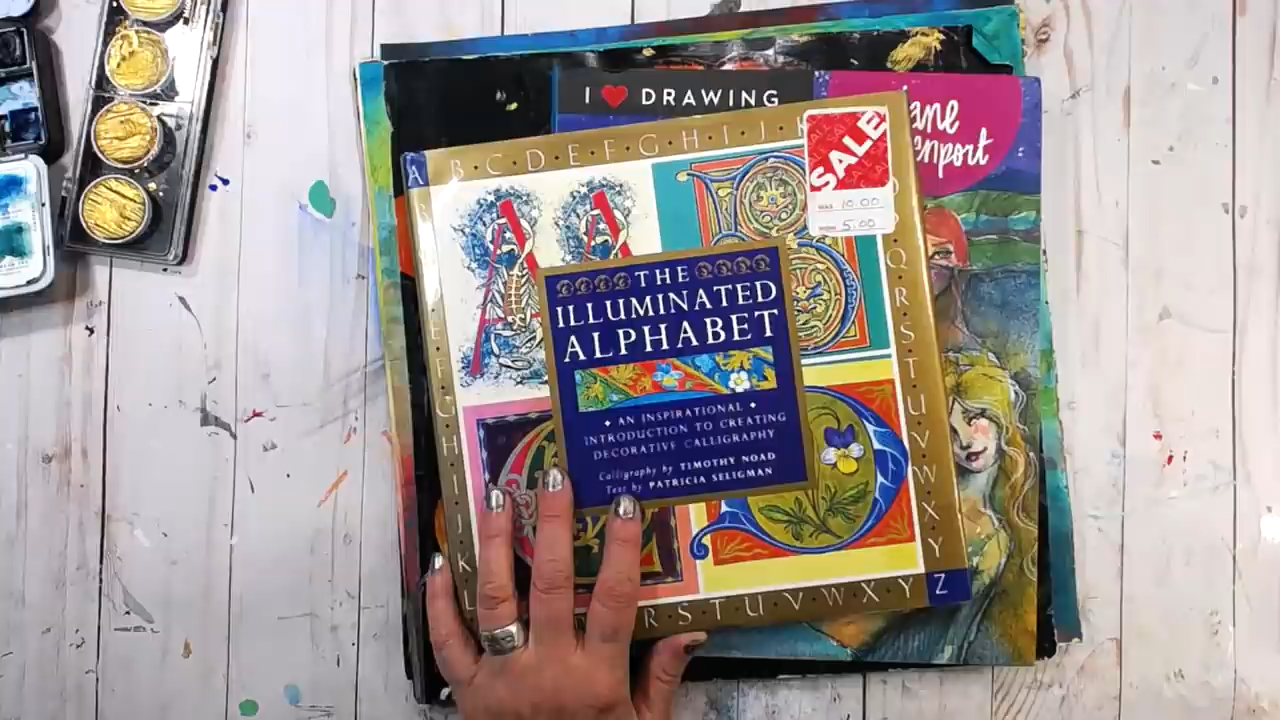 I ❤ DRAWING
ane
enport
SALE
WAS 10.00
NOW 5.00
A B · C · D · E · F · G · H · I · J · K
THE
ILLUMINATED
ALPHABET
• AN INSPIRATIONAL •
INTRODUCTION TO CREATING
DECORATIVE CALLIGRAPHY
Calligraphy by TIMOTHY NOAD
Text by PATRICIA SELIGMAN
E · F · G · H · I · J · K · L
Q · R · S · T · U · V · W · X · Y · Z
R · S · T · U · V · W · X · Y